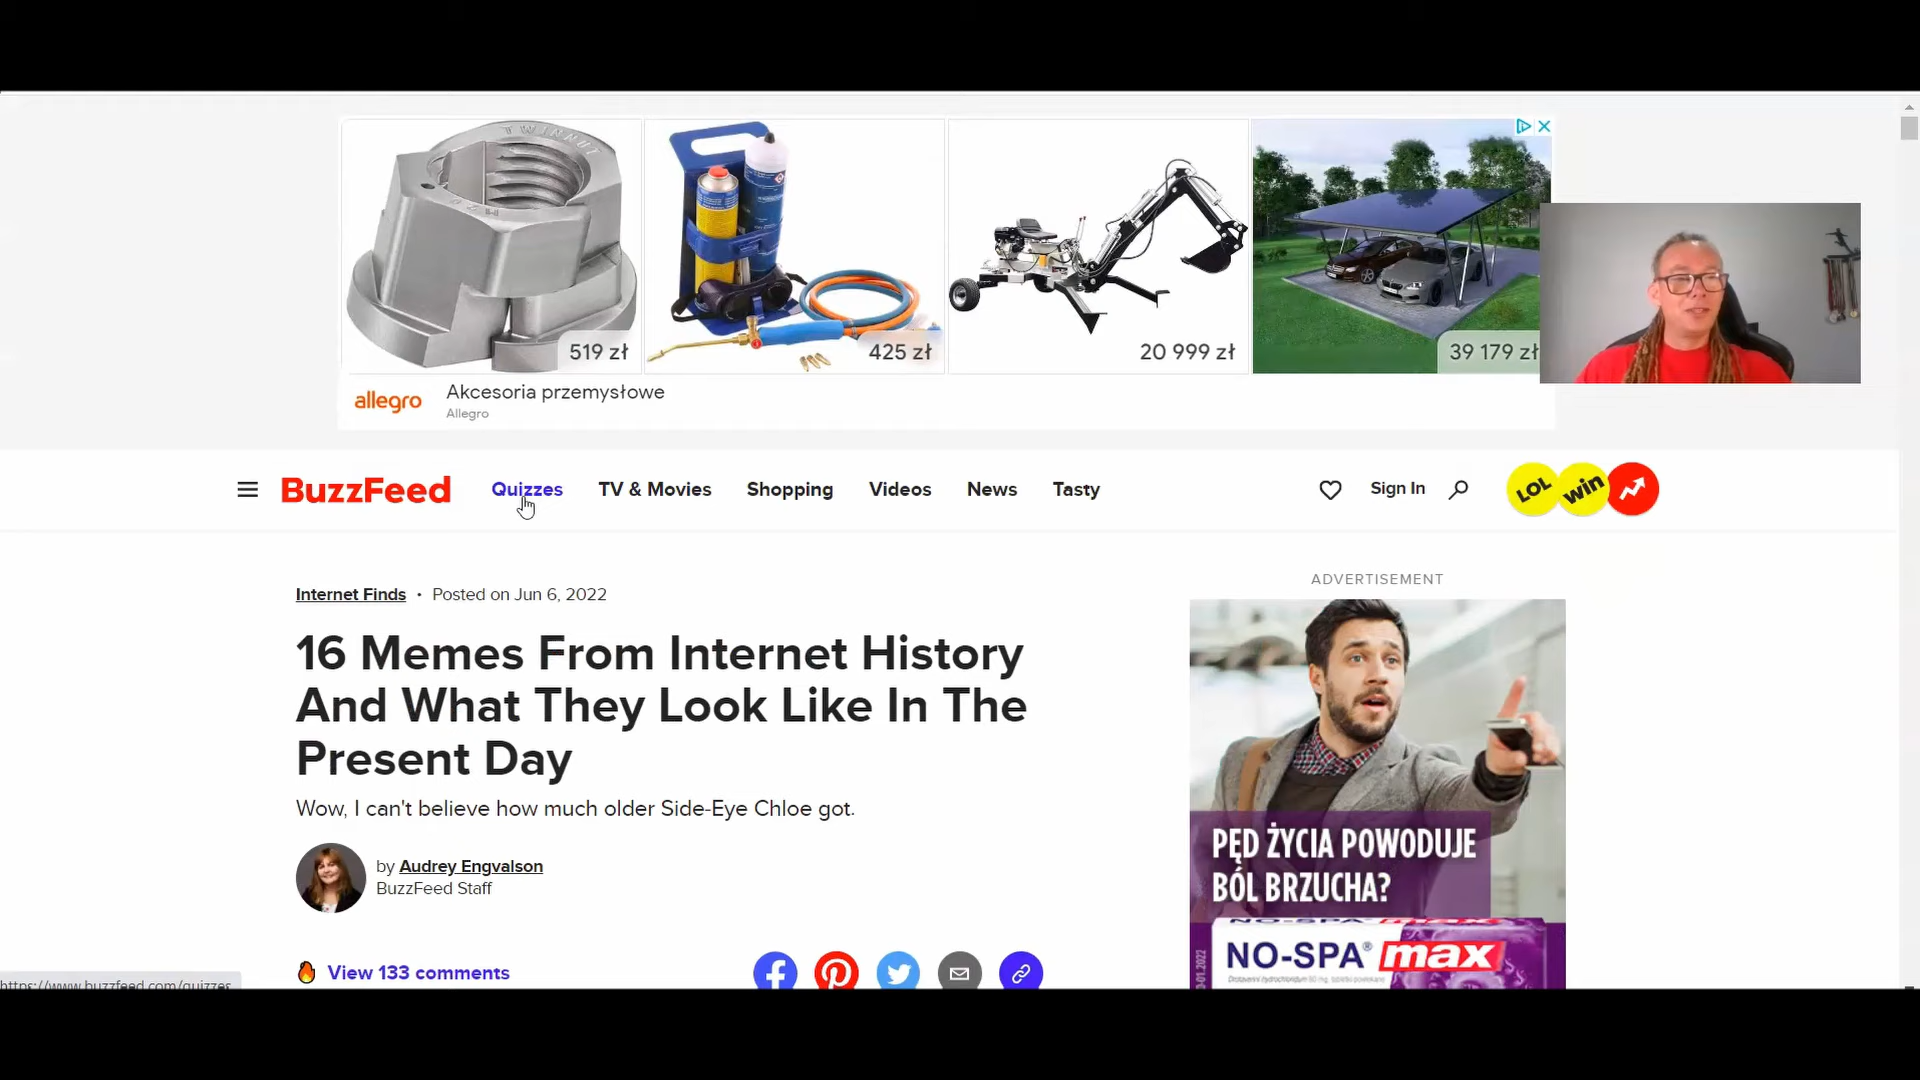 TWINNUT
519 zł
425 zł
20 999 zł
39 179 zł
allegro
Akcesoria przemysłowe
Allegro
BuzzFeed
Quizzes
TV & Movies
Shopping
Videos
News
Tasty
Sign In
LOL
win
Internet Finds • Posted on Jun 6, 2022
16 Memes From Internet History
And What They Look Like In The
Present Day
Wow, I can't believe how much older Side-Eye Chloe got.
by Audrey Engvalson
BuzzFeed Staff
View 133 comments
ADVERTISEMENT
PĘD ŻYCIA POWODUJE
BÓL BRZUCHA?
NO-SPA® max
https://www.buzzfeed.com/quizzes